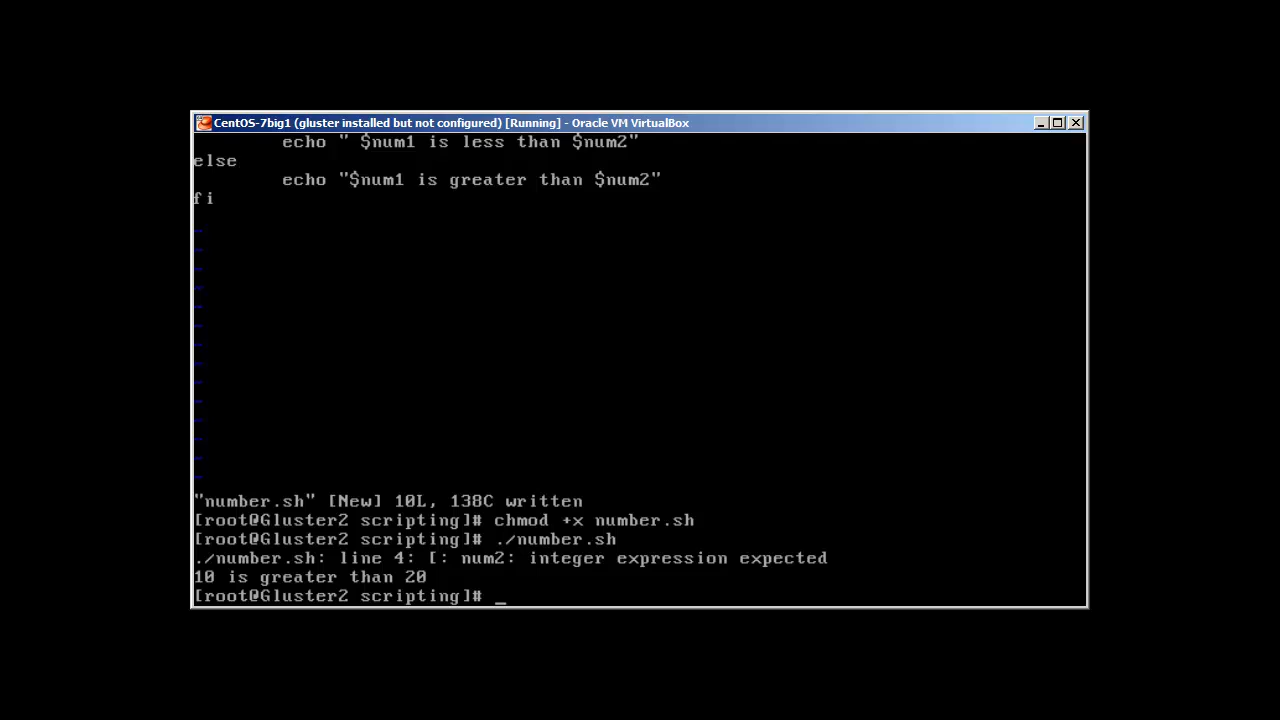 CentOS-7big1 (gluster installed but not configured) [Running] - Oracle VM VirtualBox
echo " $num1 is less than $num2"
else
echo "$num1 is greater than $num2"
fi
~
~
~
~
~
~
~
~
~
~
~
~
~
~
"number.sh" [New] 10L, 138C written
[root@Gluster2 scripting]# chmod +x number.sh
[root@Gluster2 scripting]# ./number.sh
./number.sh: line 4: [: num2: integer expression expected
10 is greater than 20
[root@Gluster2 scripting]# _